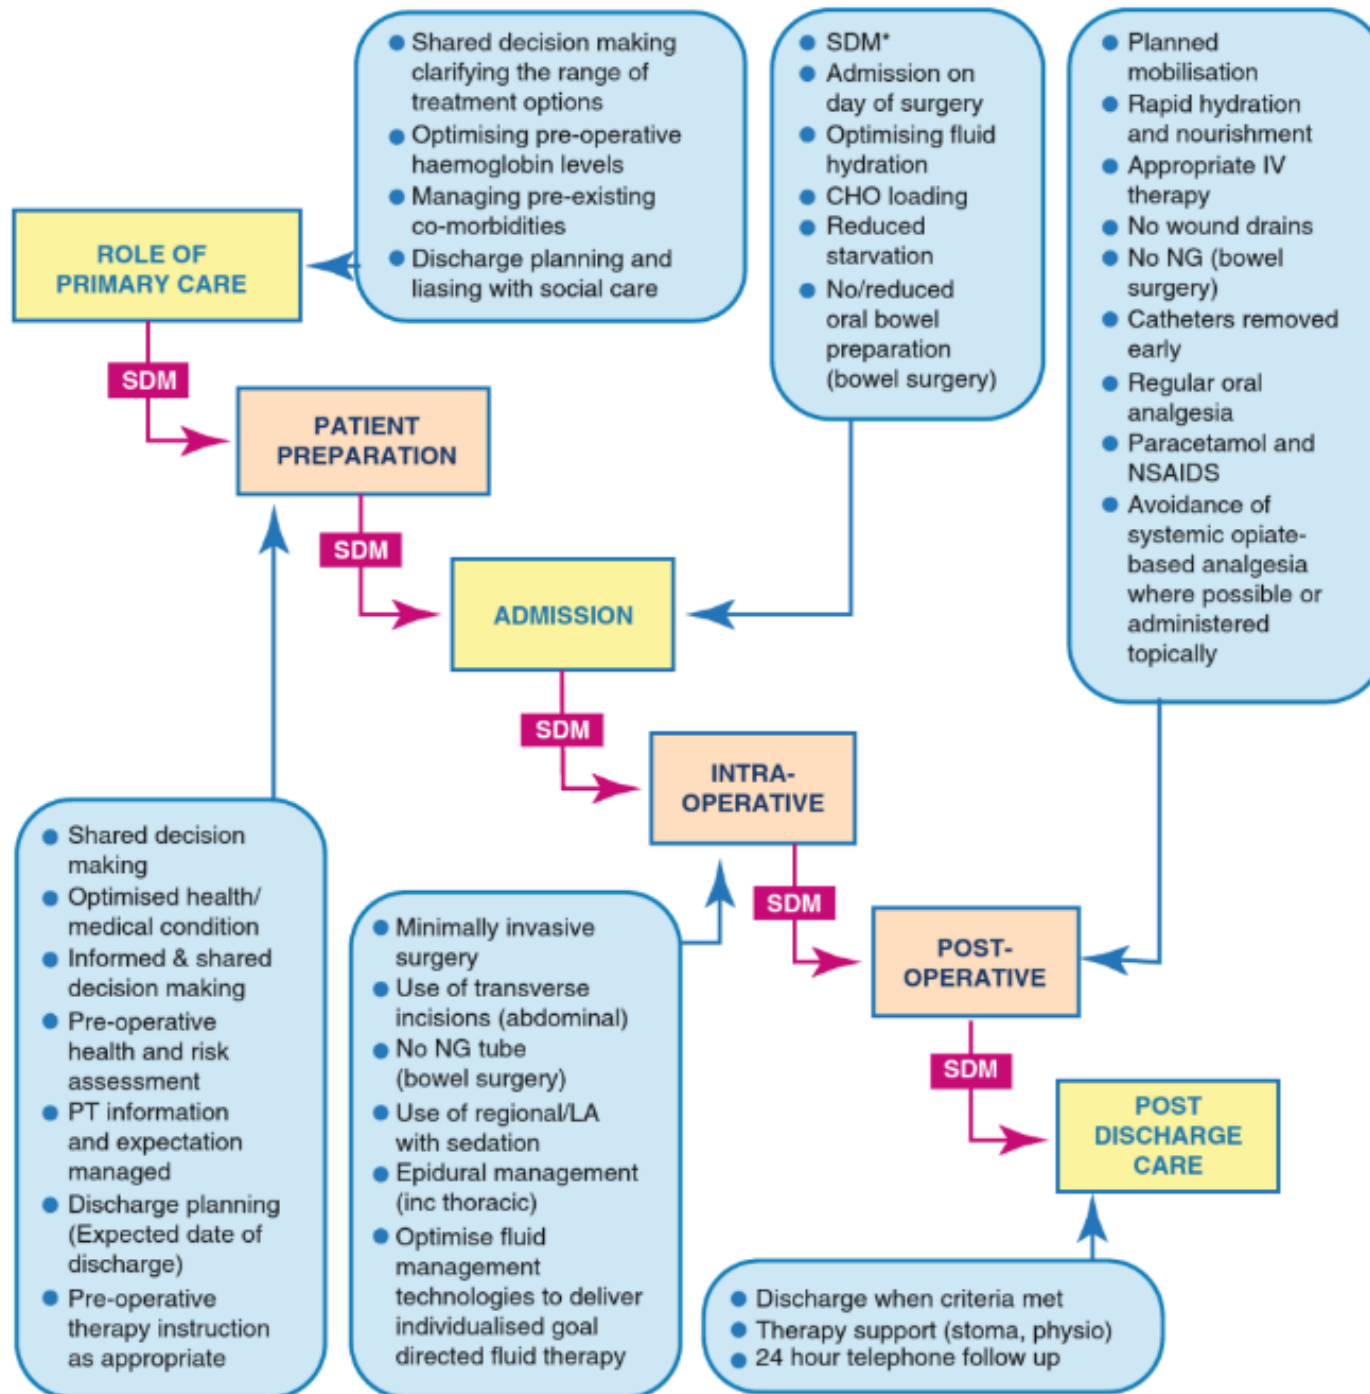 Shared decision making
clarifying the range of
treatment options
Optimising pre-operative
haemoglobin levels
Managing pre-existing
co-morbidities
Discharge planning and
liasing with social care
SDM*
Admission on
day of surgery
Optimising fluid
hydration
CHO loading
Reduced
starvation
No/reduced
oral bowel
preparation
(bowel surgery)
Planned
mobilisation
Rapid hydration
and nourishment
Appropriate IV
therapy
No wound drains
No NG (bowel
surgery)
Catheters removed
early
Regular oral
analgesia
Paracetamol and
NSAIDS
Avoidance of
systemic opiate-
based analgesia
where possible or
administered
topically
ROLE OF
PRIMARY CARE
SDM
PATIENT
PREPARATION
SDM
ADMISSION
SDM
INTRA-
OPERATIVE
SDM
POST-
OPERATIVE
SDM
POST
DISCHARGE
CARE
Shared decision
making
Optimised health/
medical condition
Informed & shared
decision making
Pre-operative
health and risk
assessment
PT information
and expectation
managed
Discharge planning
(Expected date of
discharge)
Pre-operative
therapy instruction
as appropriate
Minimally invasive
surgery
Use of transverse
incisions (abdominal)
No NG tube
(bowel surgery)
Use of regional/LA
with sedation
Epidural management
(inc thoracic)
Optimise fluid
management
technologies to deliver
individualised goal
directed fluid therapy
Discharge when criteria met
Therapy support (stoma, physio)
24 hour telephone follow up